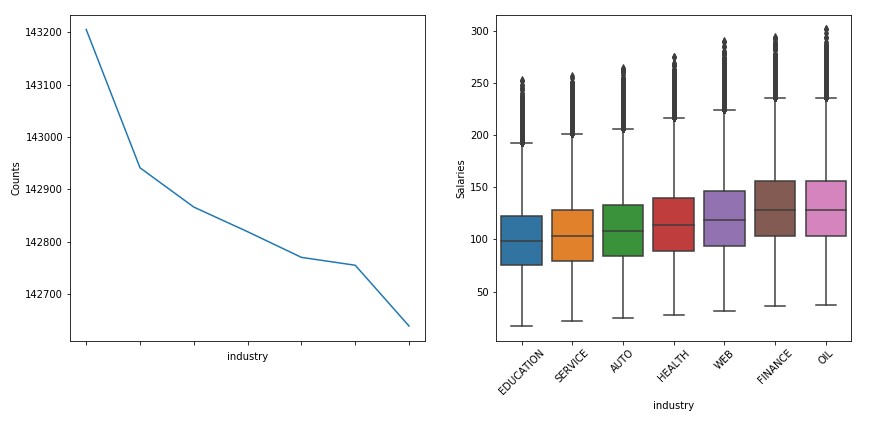 143200
143100
143000
142900
142800
142700
Counts
industry
300
250
200
150
100
50
Salaries
EDUCATION
SERVICE
AUTO
HEALTH
WEB
FINANCE
OIL
industry